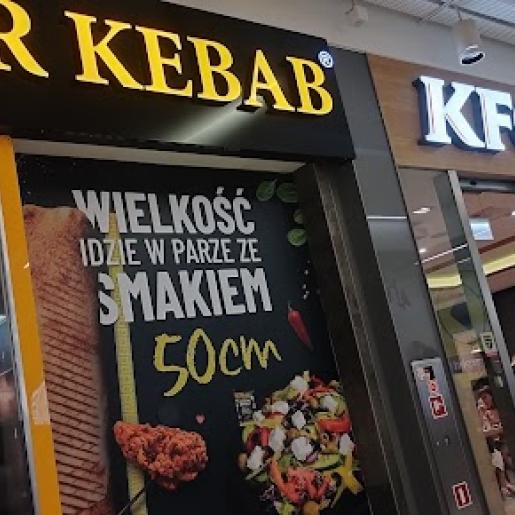 R KEBAB®
KF
WIELKOŚĆ
IDZIE W PARZE ZE
SMAKIEM
50cm